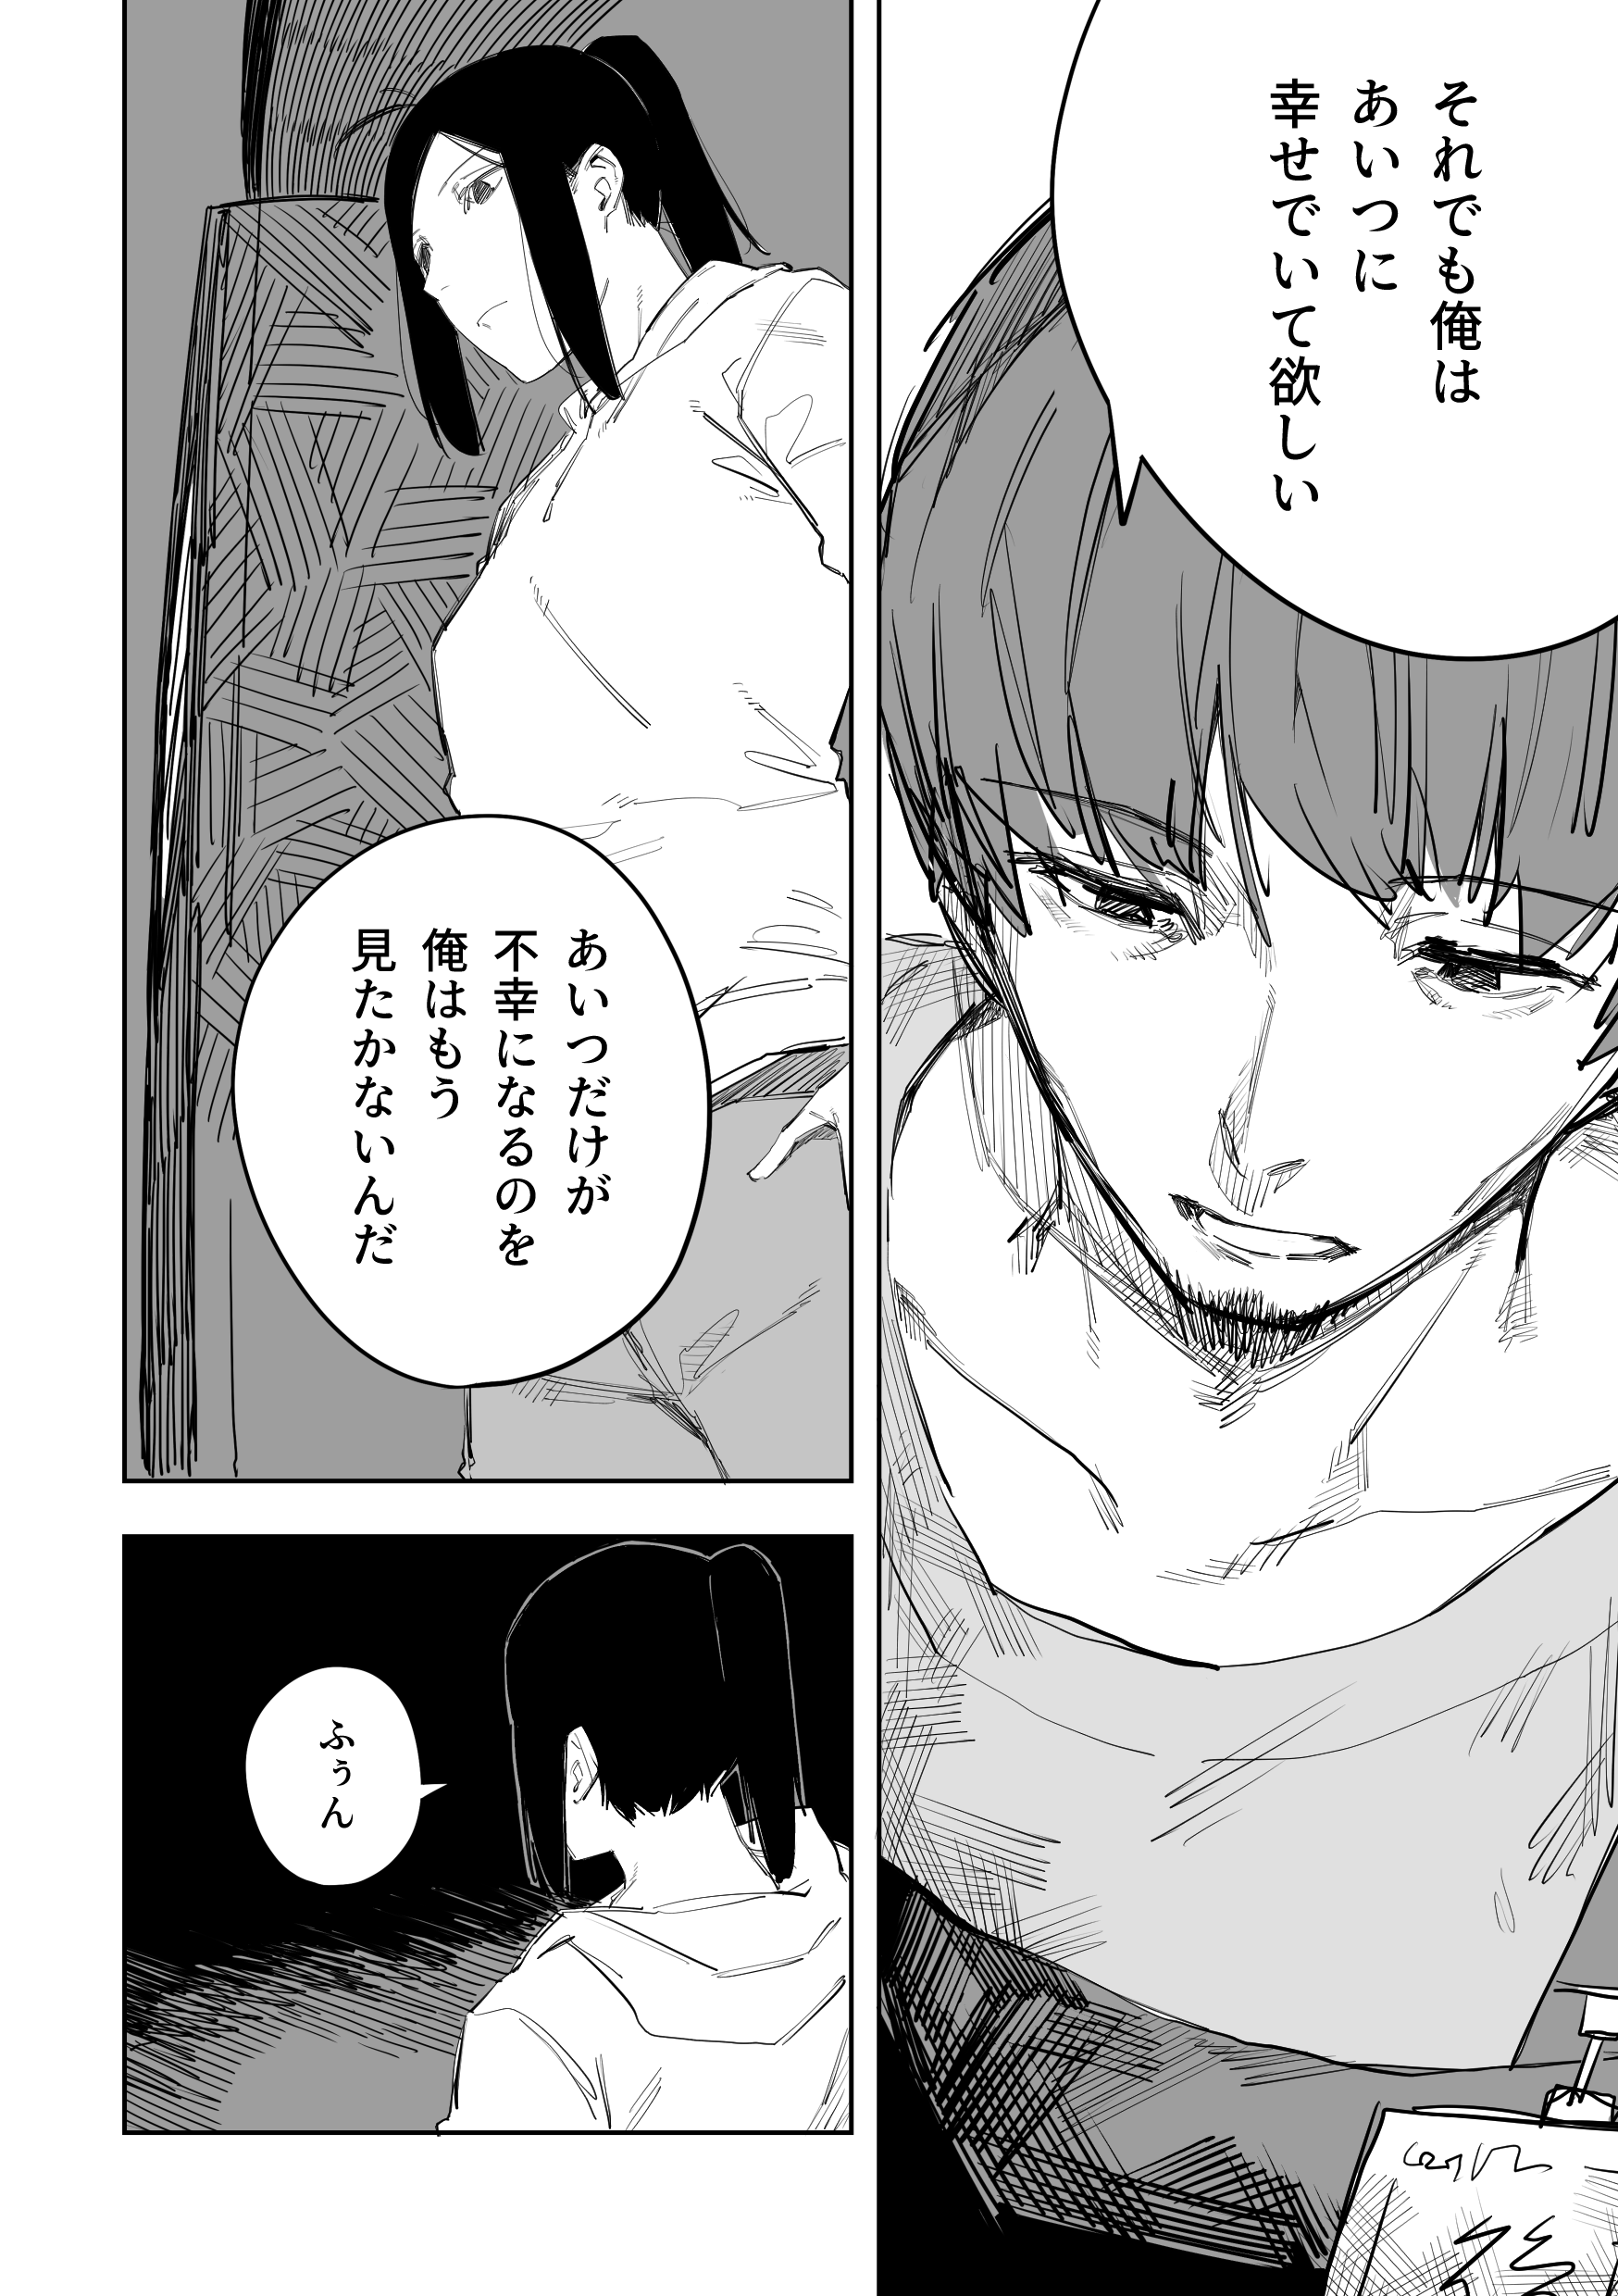 それでも俺は
あいつに
幸せでいて欲しい
あいつだけが
不幸になるのを
俺はもう
見たかないんだ
ふぅん